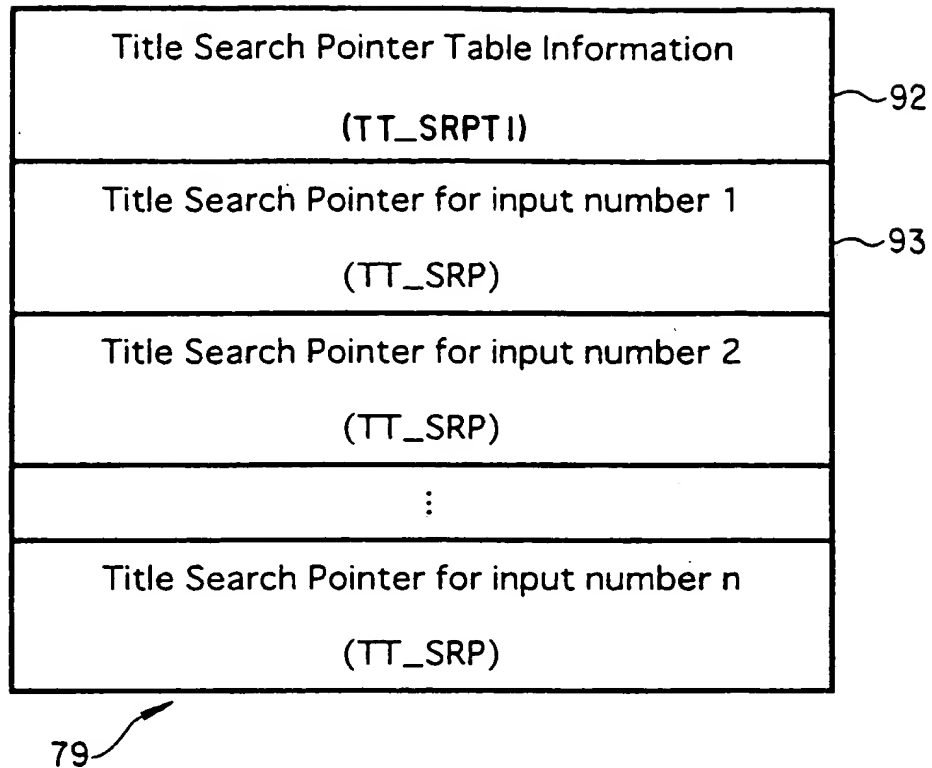 Title Search Pointer Table Information
(TT_SRPTI)
92
Title Search Pointer for input number 1
(TT_SRP)
93
Title Search Pointer for input number 2
(TT_SRP)
⋮
Title Search Pointer for input number n
(TT_SRP)
79